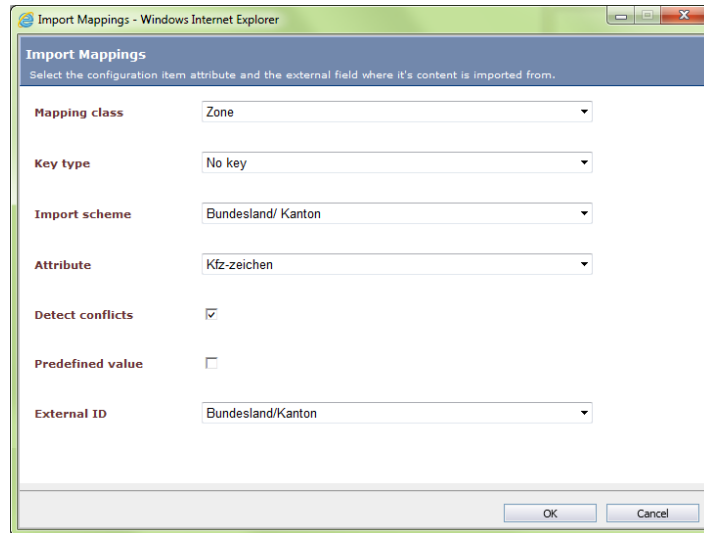 Import Mappings - Windows Internet Explorer
Import Mappings
Select the configuration item attribute and the external field where it's content is imported from.
Mapping class Zone
Key type No key
Import scheme Bundesland/ Kanton
Attribute Kfz-zeichen
Detect conflicts
Predefined value
External ID Bundesland/Kanton
OK Cancel